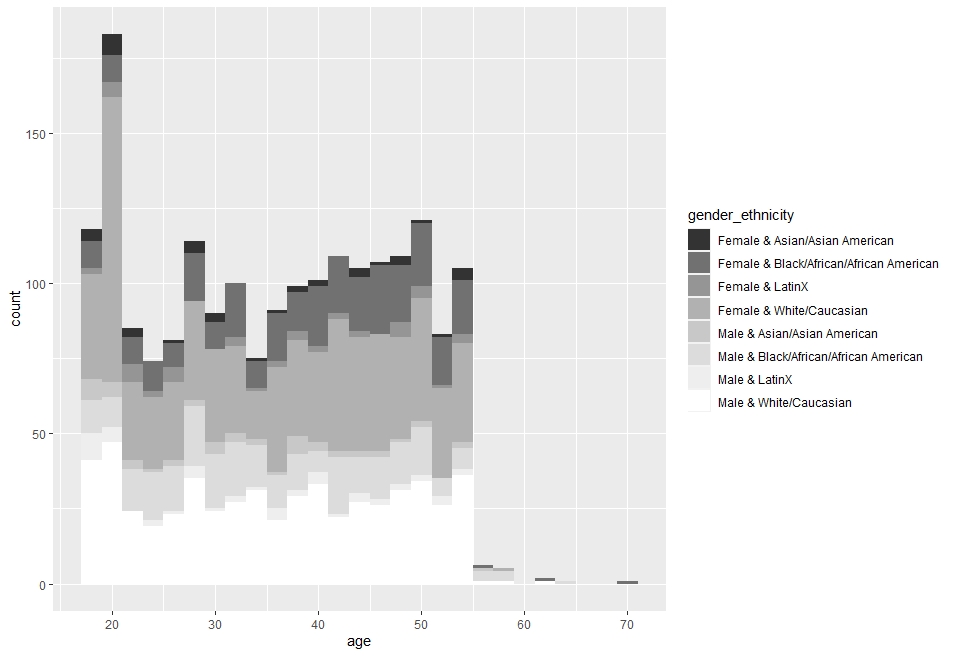 150
100
50
0
count
20
30
40
50
60
70
age
gender_ethnicity
Female & Asian/Asian American
Female & Black/African/African American
Female & LatinX
Female & White/Caucasian
Male & Asian/Asian American
Male & Black/African/African American
Male & LatinX
Male & White/Caucasian